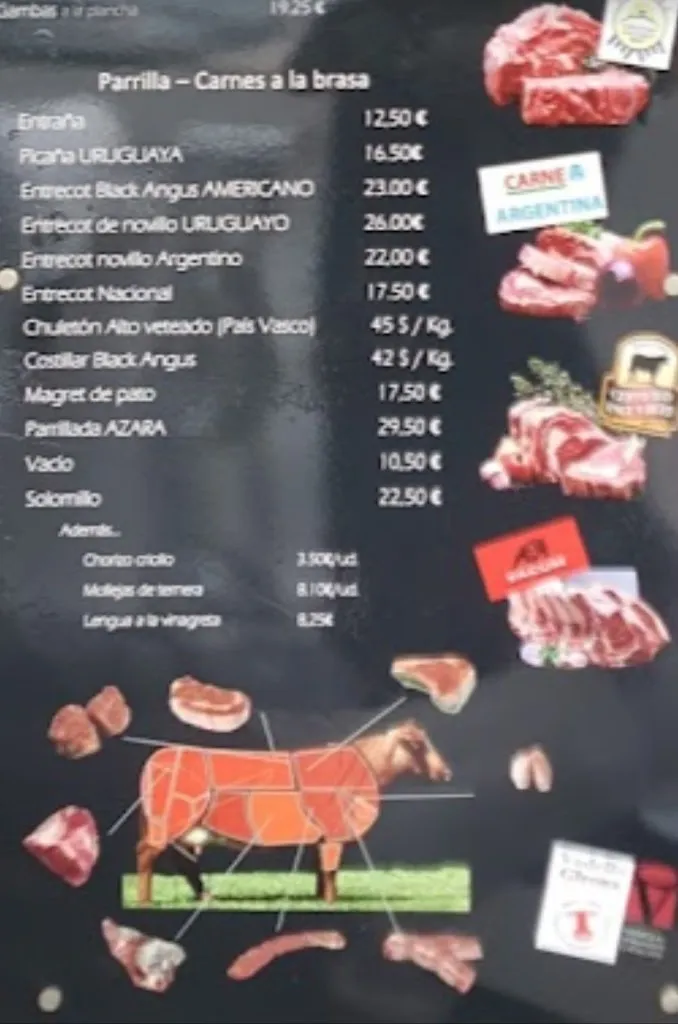 Gambas a la plancha 19.25 €
Parrilla – Carnes a la brasa
Entraña 12,50 €
Picaña URUGUAYA 16.50€
Entrecot Black Angus AMERICANO 23.00 €
Entrecot de novillo URUGUAYO 26.00€
Entrecot novillo Argentino 22,00 €
Entrecot Nacional 17.50 €
Chuletón Alto veteado (País Vasco) 45 $ / Kg.
Costillar Black Angus 42 $ / Kg.
Magret de pato 17,50 €
Parrillada AZARA 29,50 €
Vacío 10,50 €
Solomillo 22,50 €
Además...
Chorizo criollo 3.50€/ud.
Mollejas de ternera 8.10€/ud.
Lengua a la vinagreta 8,25€
CARNE
ARGENTINA